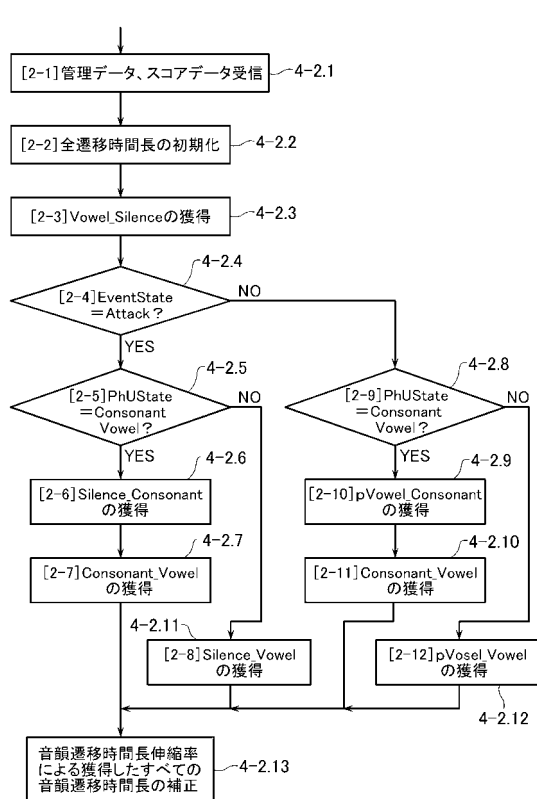 [2-1]管理データ、スコアデータ受信
4-2.1
[2-2]全遷移時間長の初期化
4-2.2
[2-3]Vowel_Silenceの獲得
4-2.3
4-2.4
[2-4]EventState
=Attack?
NO
YES
4-2.5
[2-5]PhUState
=Consonant
Vowel?
NO
YES
4-2.8
[2-9]PhUState
=Consonant
Vowel?
NO
YES
4-2.6
[2-6]Silence_Consonant
の獲得
4-2.9
[2-10]pVowel_Consonant
の獲得
4-2.7
[2-7]Consonant_Vowel
の獲得
4-2.10
[2-11]Consonant_Vowel
の獲得
4-2.11
[2-8]Silence_Vowel
の獲得
[2-12]pVosel_Vowel
の獲得
4-2.12
音韻遷移時間長伸縮率
による獲得したすべての
音韻遷移時間長の補正
4-2.13